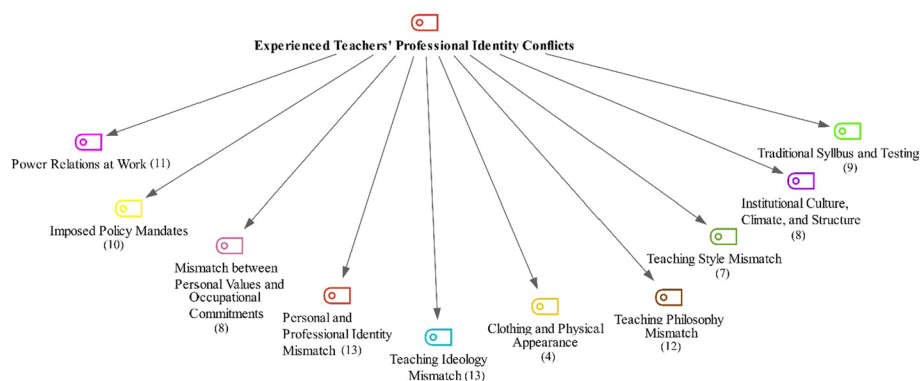 Experienced Teachers' Professional Identity Conflicts
Power Relations at Work (11)
Imposed Policy Mandates
(10)
Mismatch between
Personal Values and
Occupational
Commitments
(8)
Personal and
Professional Identity
Mismatch (13)
Teaching Ideology
Mismatch (13)
Clothing and Physical
Appearance
(4)
Teaching Philosophy
Mismatch
(12)
Teaching Style Mismatch
(7)
Institutional Culture,
Climate, and Structure
(8)
Traditional Syllbus and Testing
(9)